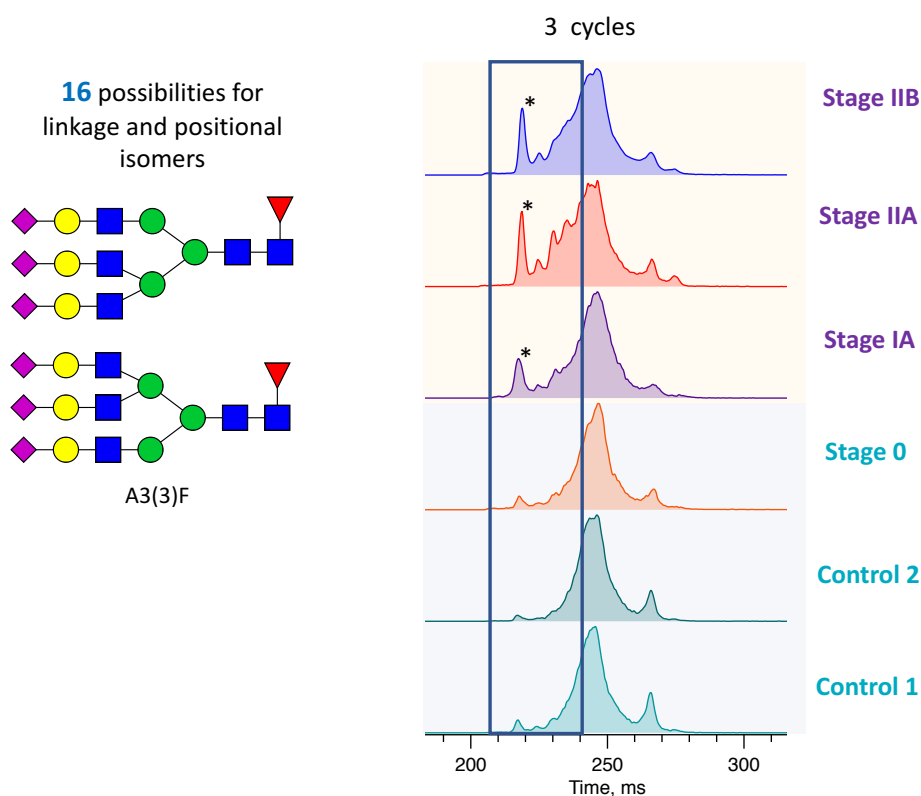 3 cycles
16 possibilities for
linkage and positional
isomers
A3(3)F
*
Stage IIB
*
Stage IIA
*
Stage IA
Stage 0
Control 2
Control 1
200
250
300
Time, ms